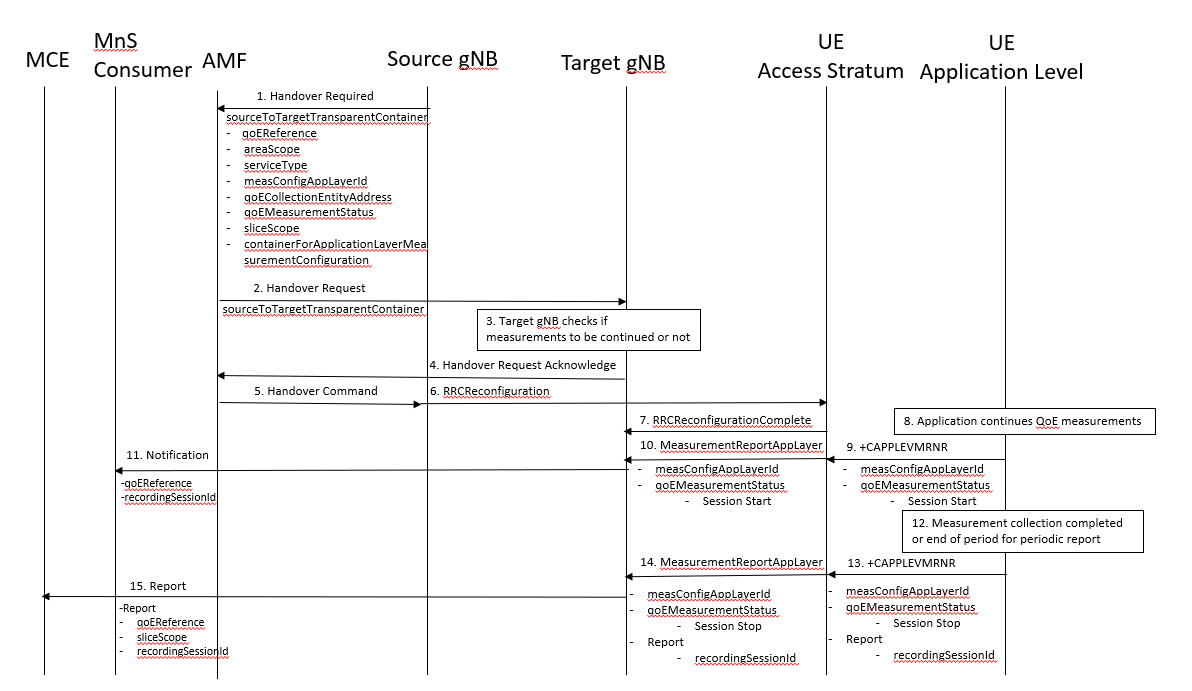 MCE
MnS
Consumer
AMF
Source gNB
Target gNB
UE
Access Stratum
UE
Application Level
1. Handover Required
sourceToTargetTransparentContainer
- qoEReference
- areaScope
- serviceType
- measConfigAppLayerId
- qoECollectionEntityAddress
- qoEMeasurementStatus
- sliceScope
- containerForApplicationLayerMea
surementConfiguration
2. Handover Request
sourceToTargetTransparentContainer
3. Target gNB checks if
measurements to be continued or not
4. Handover Request Acknowledge
5. Handover Command
6. RRCReconfiguration
7. RRCReconfigurationComplete
8. Application continues QoE measurements
9. +CAPPLEVMRNR
- measConfigAppLayerId
- qoEMeasurementStatus
- Session Start
10. MeasurementReportAppLayer
- measConfigAppLayerId
- qoEMeasurementStatus
- Session Start
11. Notification
-qoEReference
-recordingSessionId
12. Measurement collection completed
or end of period for periodic report
13. +CAPPLEVMRNR
- measConfigAppLayerId
- qoEMeasurementStatus
- Session Stop
- Report
- recordingSessionId
14. MeasurementReportAppLayer
- measConfigAppLayerId
- qoEMeasurementStatus
- Session Stop
- Report
- recordingSessionId
15. Report
-Report
- qoEReference
- sliceScope
- recordingSessionId